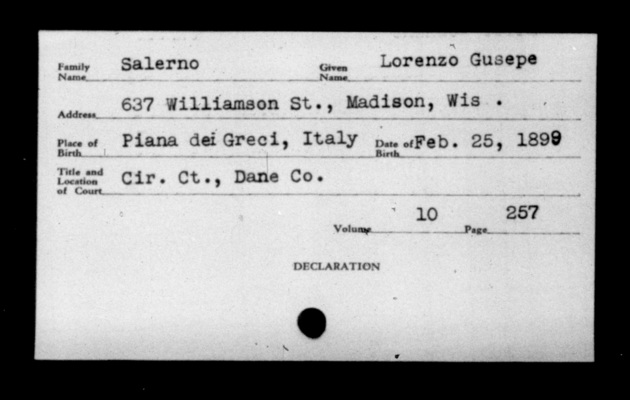 Family Name Salerno Given Name Lorenzo Gusepe
Address 637 Williamson St., Madison, Wis .
Place of Birth Piana dei Greci, Italy Date of Birth Feb. 25, 1899
Title and Location of Court Cir. Ct., Dane Co.
Volume 10 Page 257
DECLARATION